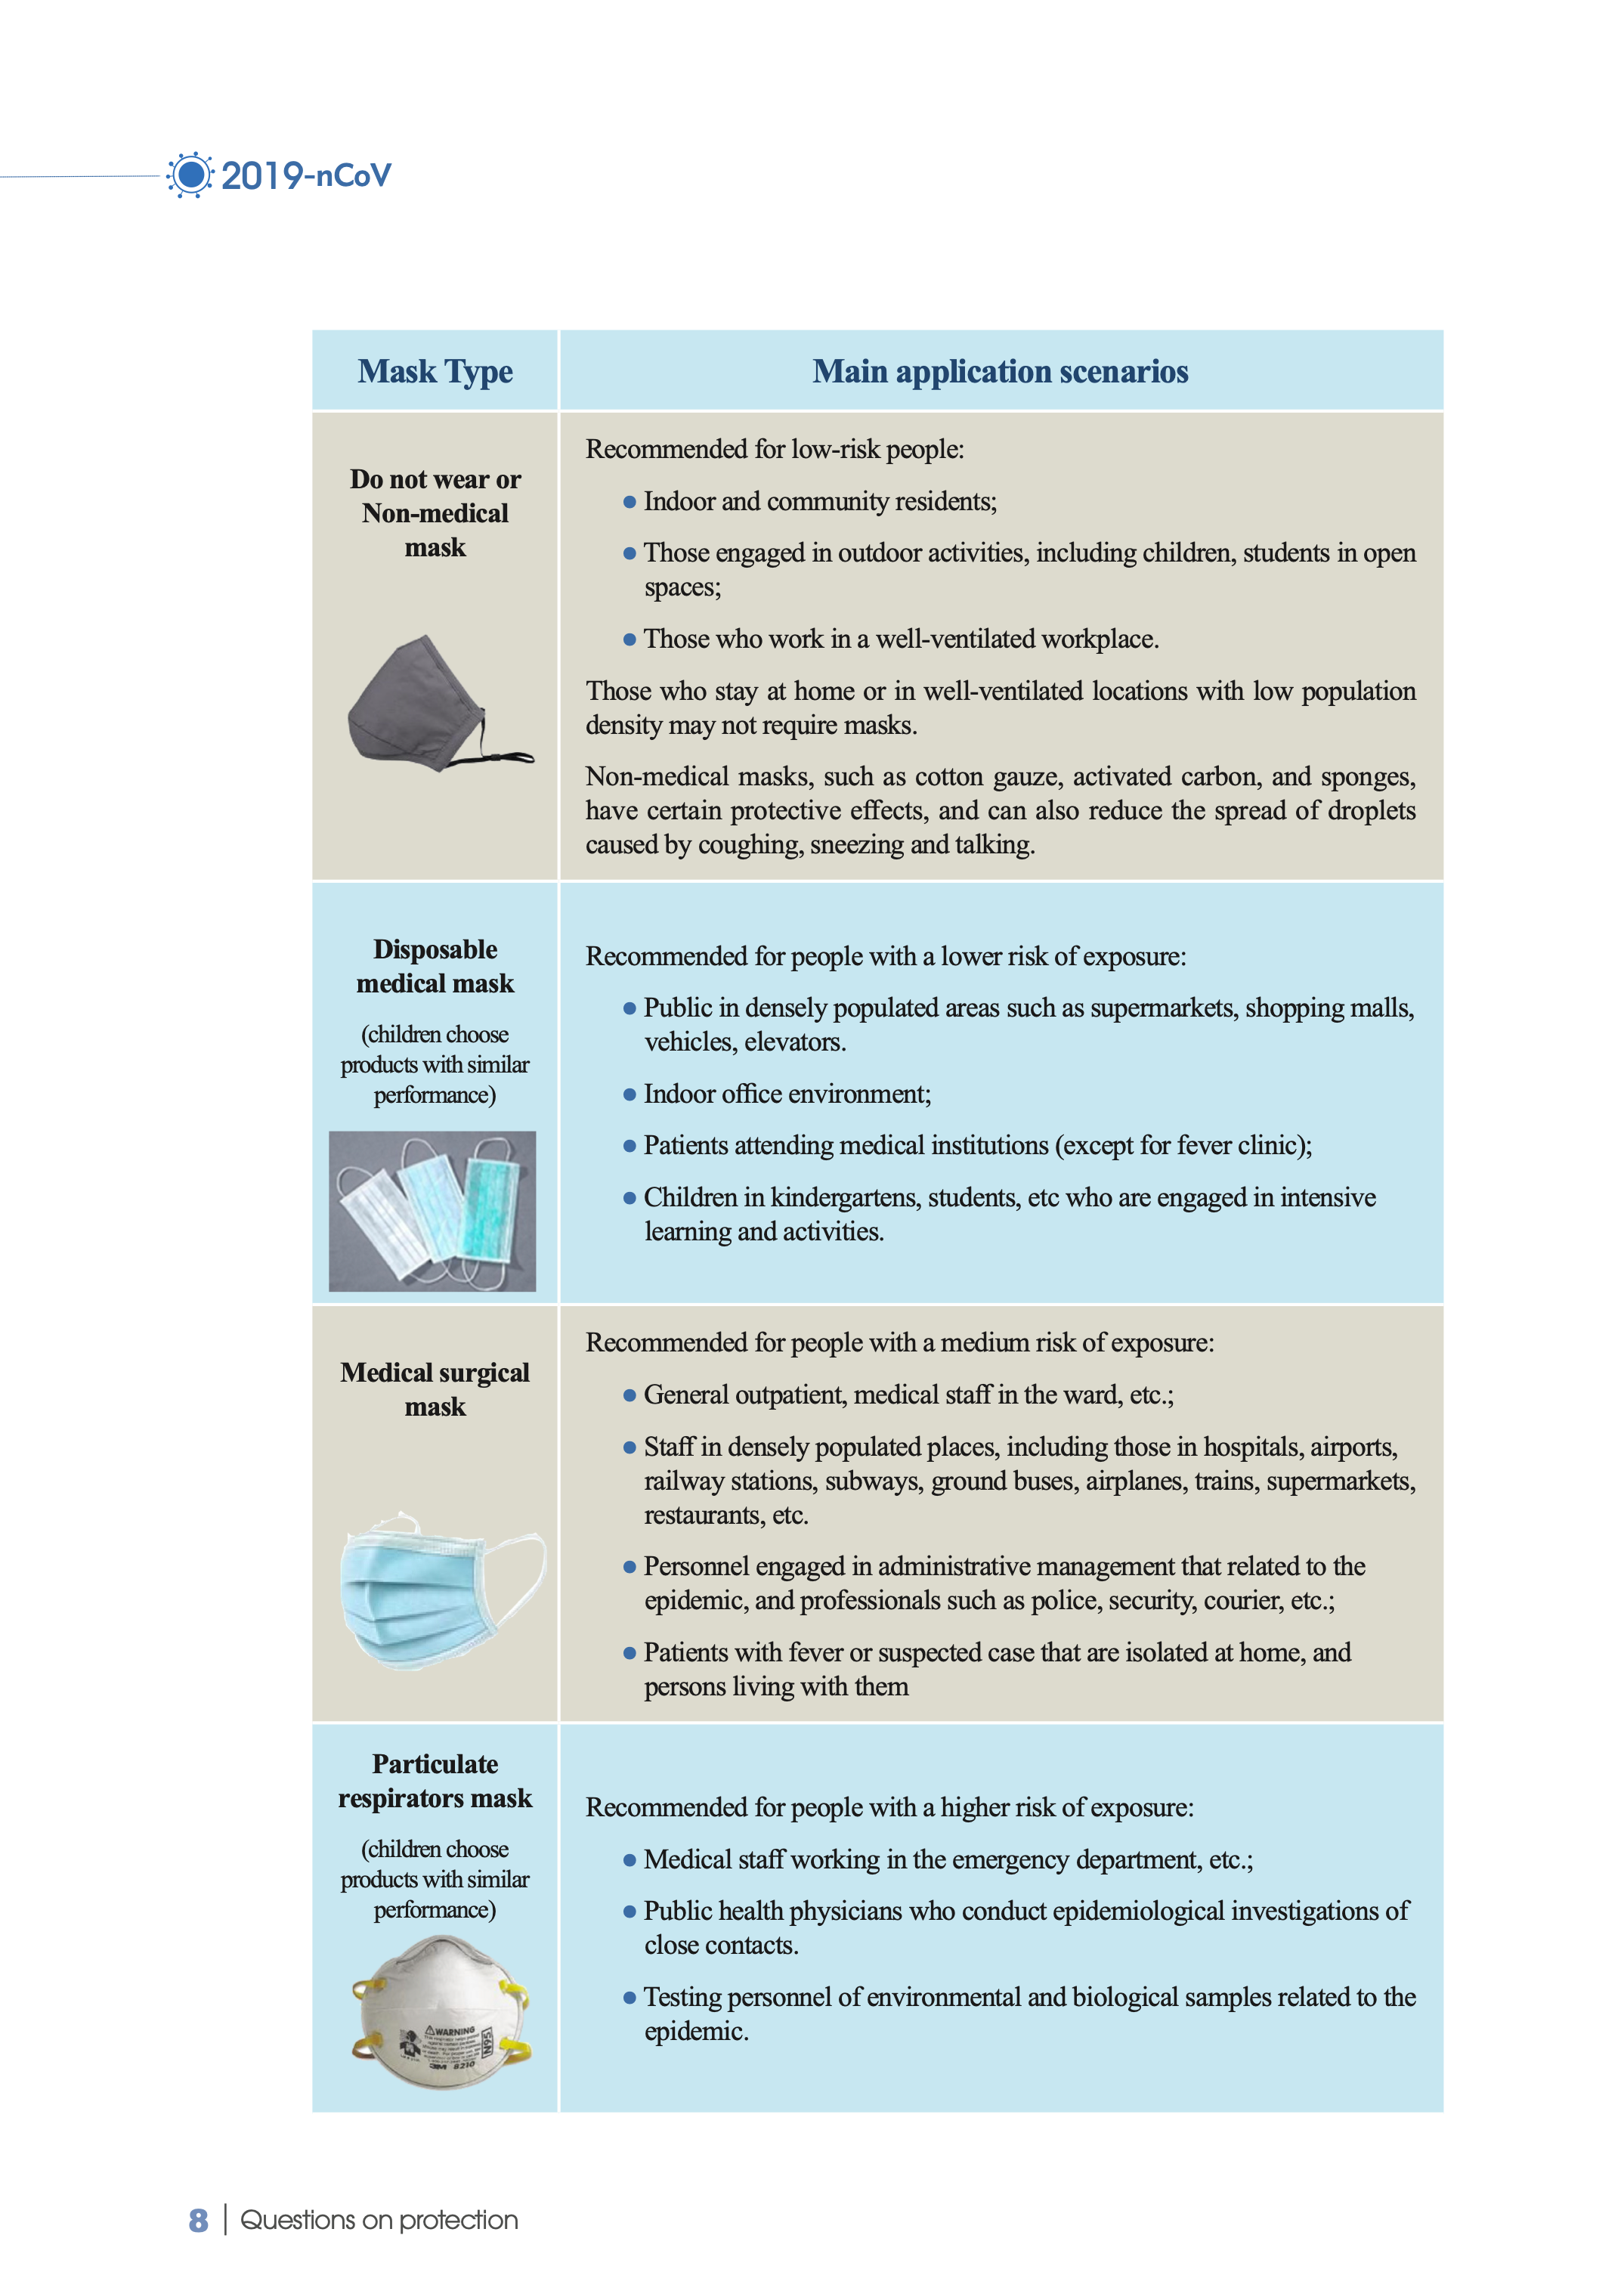 2019-nCoV
Mask Type
Main application scenarios
Do not wear or
Non-medical
mask
Recommended for low-risk people:
● Indoor and community residents;
● Those engaged in outdoor activities, including children, students in open
spaces;
● Those who work in a well-ventilated workplace.
Those who stay at home or in well-ventilated locations with low population
density may not require masks.
Non-medical masks, such as cotton gauze, activated carbon, and sponges,
have certain protective effects, and can also reduce the spread of droplets
caused by coughing, sneezing and talking.
Disposable
medical mask
(children choose
products with similar
performance)
Recommended for people with a lower risk of exposure:
● Public in densely populated areas such as supermarkets, shopping malls,
vehicles, elevators.
● Indoor office environment;
● Patients attending medical institutions (except for fever clinic);
● Children in kindergartens, students, etc who are engaged in intensive
learning and activities.
Medical surgical
mask
Recommended for people with a medium risk of exposure:
● General outpatient, medical staff in the ward, etc.;
● Staff in densely populated places, including those in hospitals, airports,
railway stations, subways, ground buses, airplanes, trains, supermarkets,
restaurants, etc.
● Personnel engaged in administrative management that related to the
epidemic, and professionals such as police, security, courier, etc.;
● Patients with fever or suspected case that are isolated at home, and
persons living with them
Particulate
respirators mask
(children choose
products with similar
performance)
WARNING
N95
3M 8210
Recommended for people with a higher risk of exposure:
● Medical staff working in the emergency department, etc.;
● Public health physicians who conduct epidemiological investigations of
close contacts.
● Testing personnel of environmental and biological samples related to the
epidemic.
8 | Questions on protection